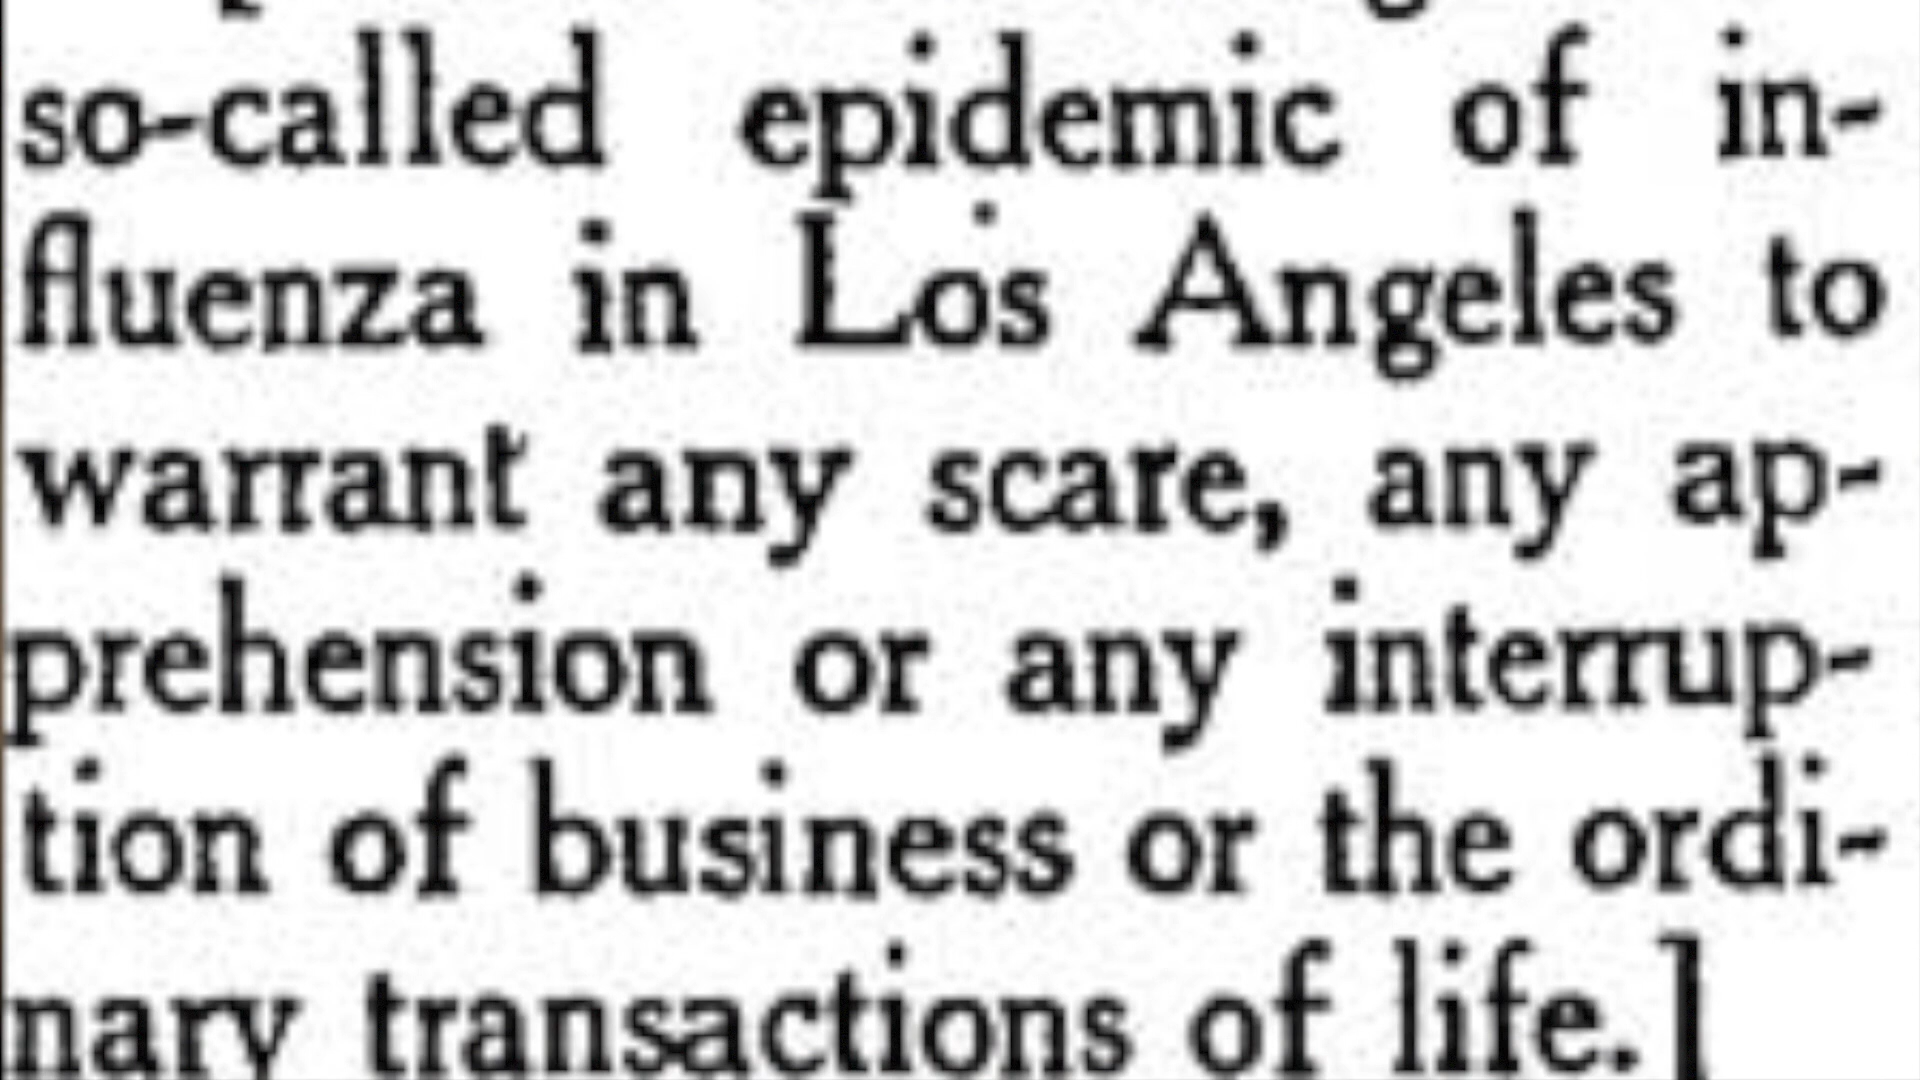 so-called epidemic of in-
fluenza in Los Angeles to
warrant any scare, any ap-
prehension or any interrup-
tion of business or the ordi-
nary transactions of life.]